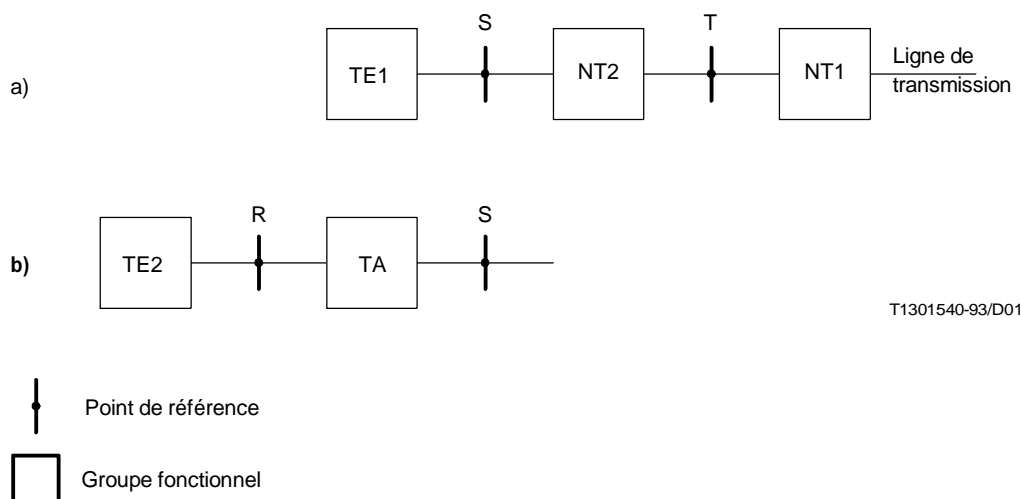 S
T
a)
TE1
NT2
NT1
Ligne de
transmission
R
S
b)
TE2
TA
T1301540-93/D01
Point de référence
Groupe fonctionnel